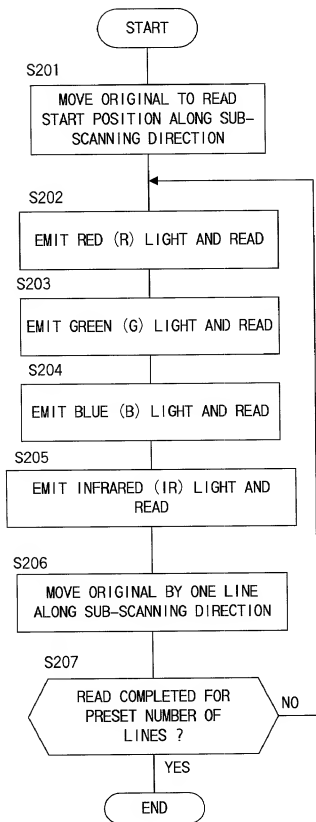 START
S201
MOVE ORIGINAL TO READ
START POSITION ALONG SUB-
SCANNING DIRECTION
S202
EMIT RED (R) LIGHT AND READ
S203
EMIT GREEN (G) LIGHT AND READ
S204
EMIT BLUE (B) LIGHT AND READ
S205
EMIT INFRARED (IR) LIGHT AND
READ
S206
MOVE ORIGINAL BY ONE LINE
ALONG SUB-SCANNING DIRECTION
S207
READ COMPLETED FOR
PRESET NUMBER OF
LINES ?
NO
YES
END